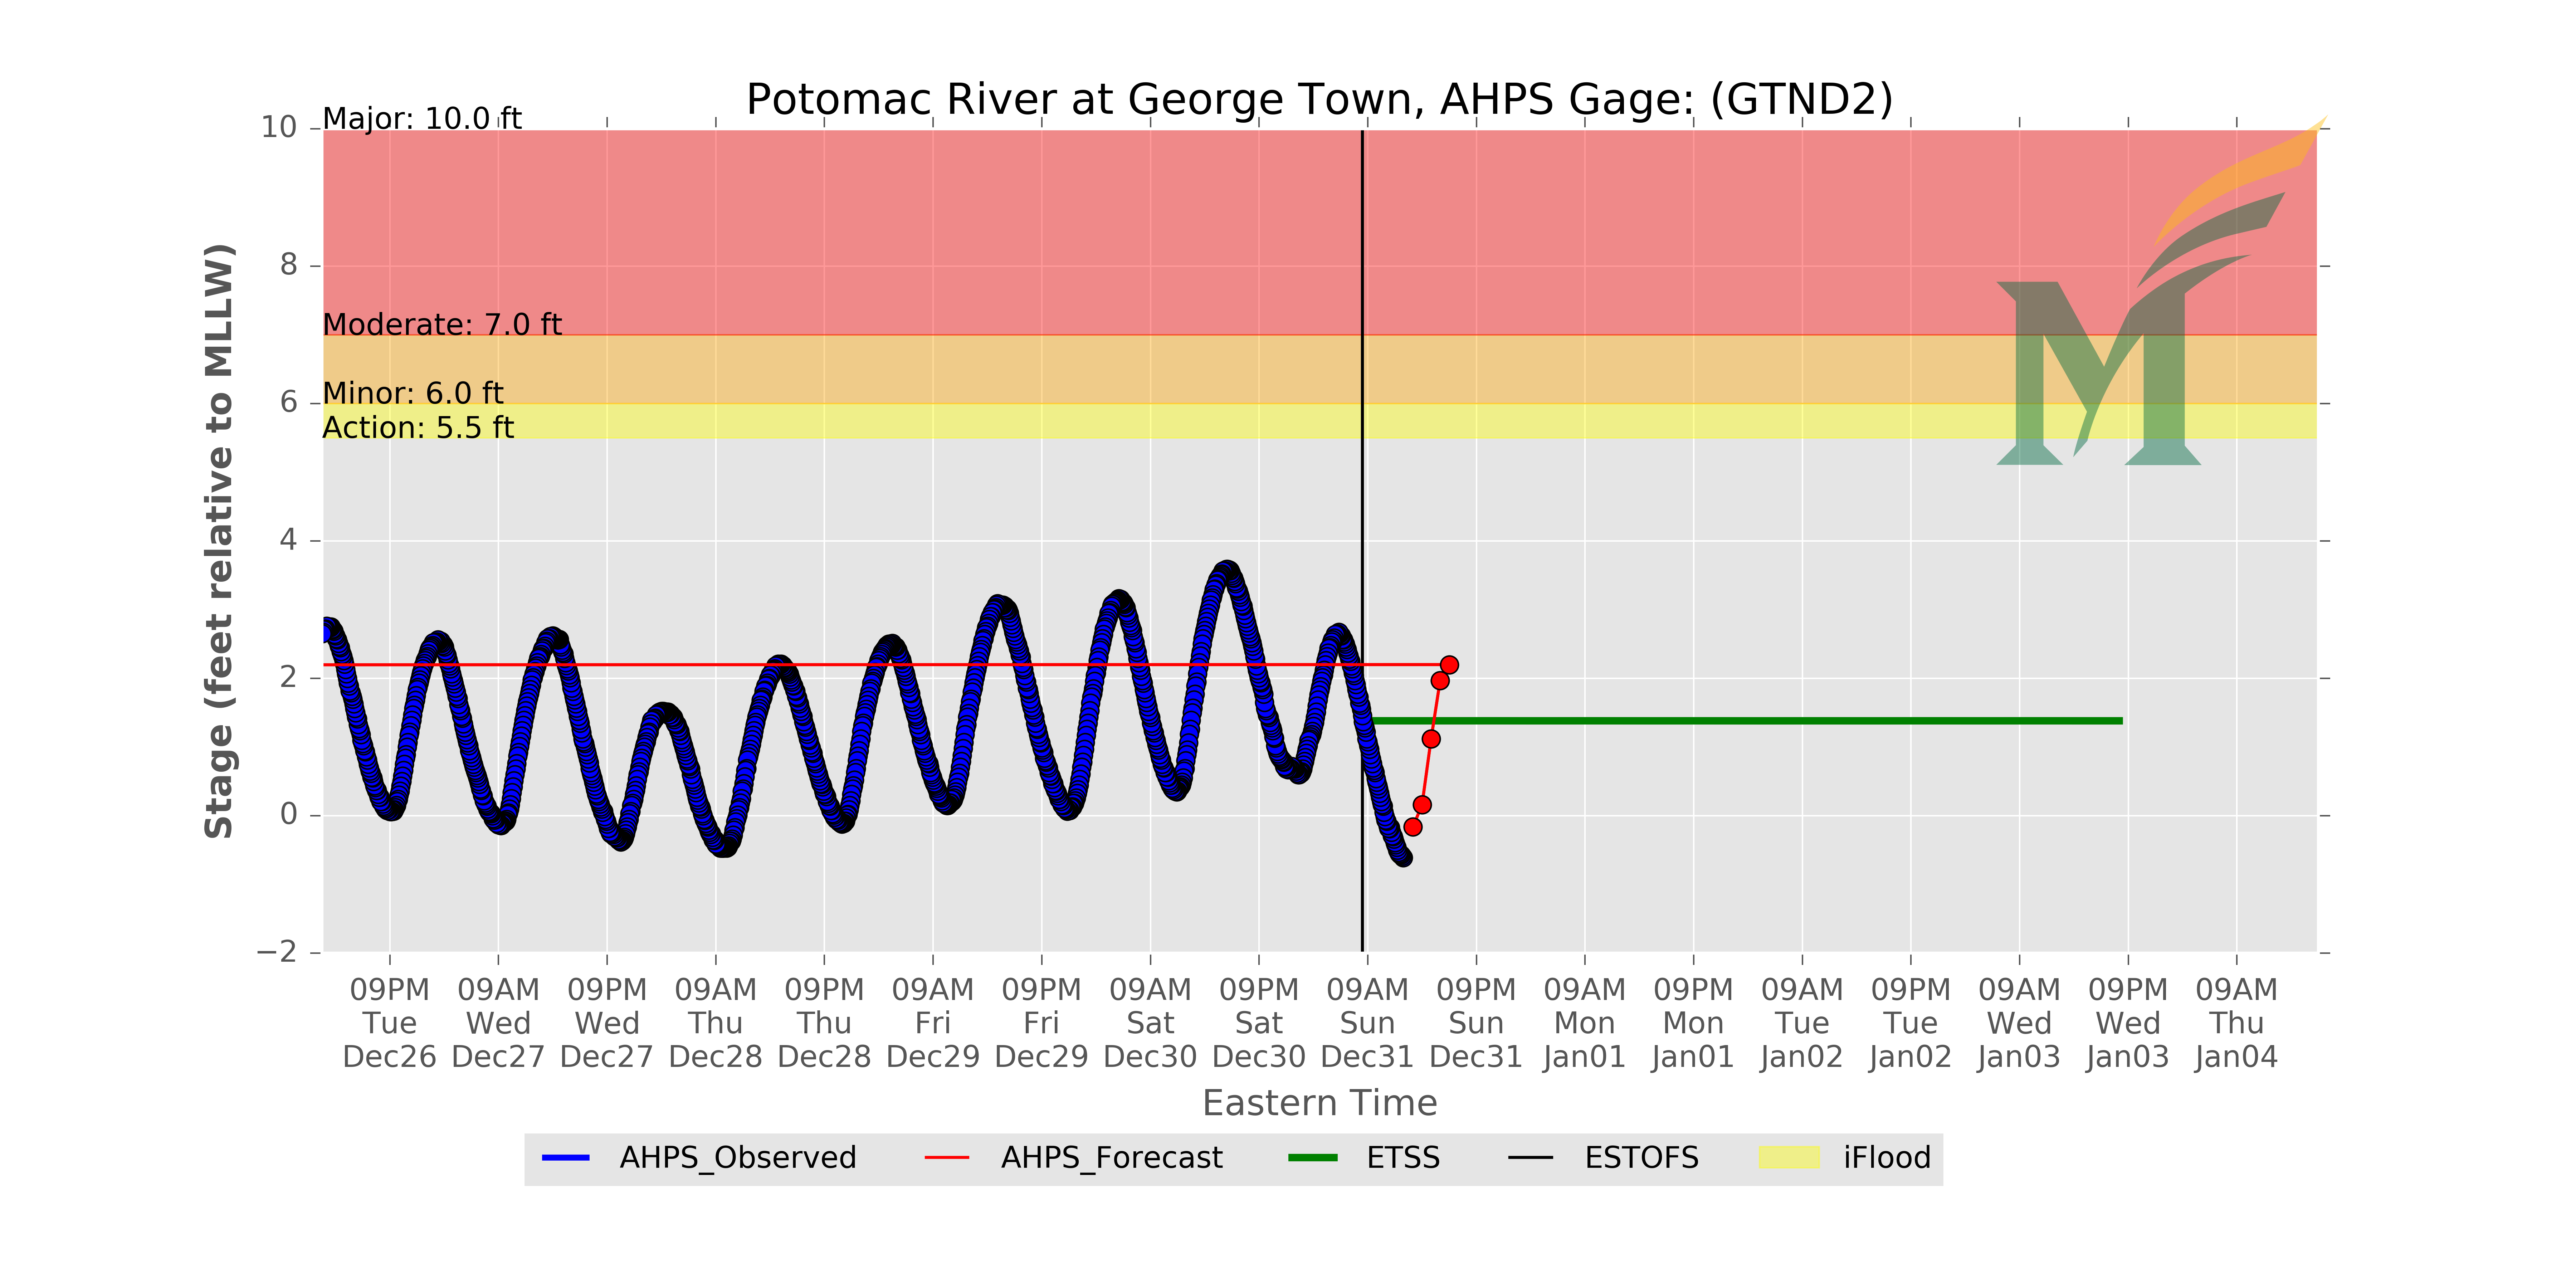 Potomac River at George Town, AHPS Gage: (GTND2)
Major: 10.0 ft
Moderate: 7.0 ft
Minor: 6.0 ft
Action: 5.5 ft
10
8
6
4
2
0
−2
Stage (feet relative to MLLW)
09PM 09AM 09PM 09AM 09PM 09AM 09PM 09AM 09PM 09AM 09PM 09AM 09PM 09AM 09PM 09AM 09PM 09AM
Tue Wed Wed Thu Thu Fri Fri Sat Sat Sun Sun Mon Mon Tue Tue Wed Wed Thu
Dec26 Dec27 Dec27 Dec28 Dec28 Dec29 Dec29 Dec30 Dec30 Dec31 Dec31 Jan01 Jan01 Jan02 Jan02 Jan03 Jan03 Jan04
Eastern Time
AHPS_Observed AHPS_Forecast ETSS ESTOFS iFlood